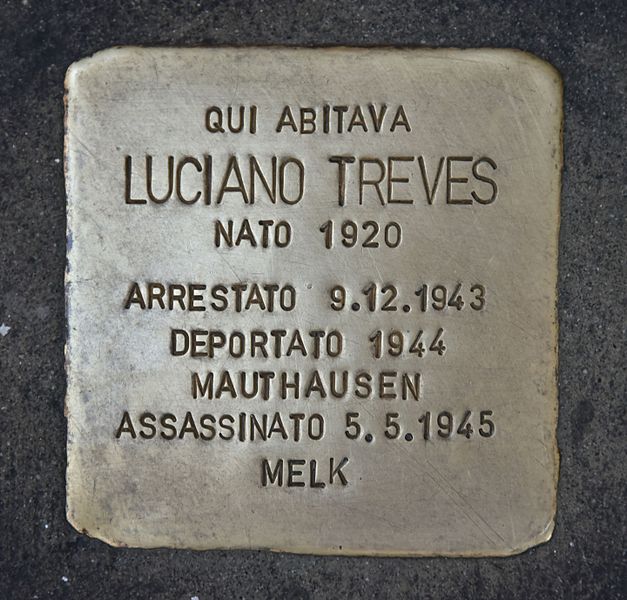 QUI ABITAVA
LUCIANO TREVES
NATO 1920
ARRESTATO 9.12.1943
DEPORTATO 1944
MAUTHAUSEN
ASSASSINATO 5.5.1945
MELK